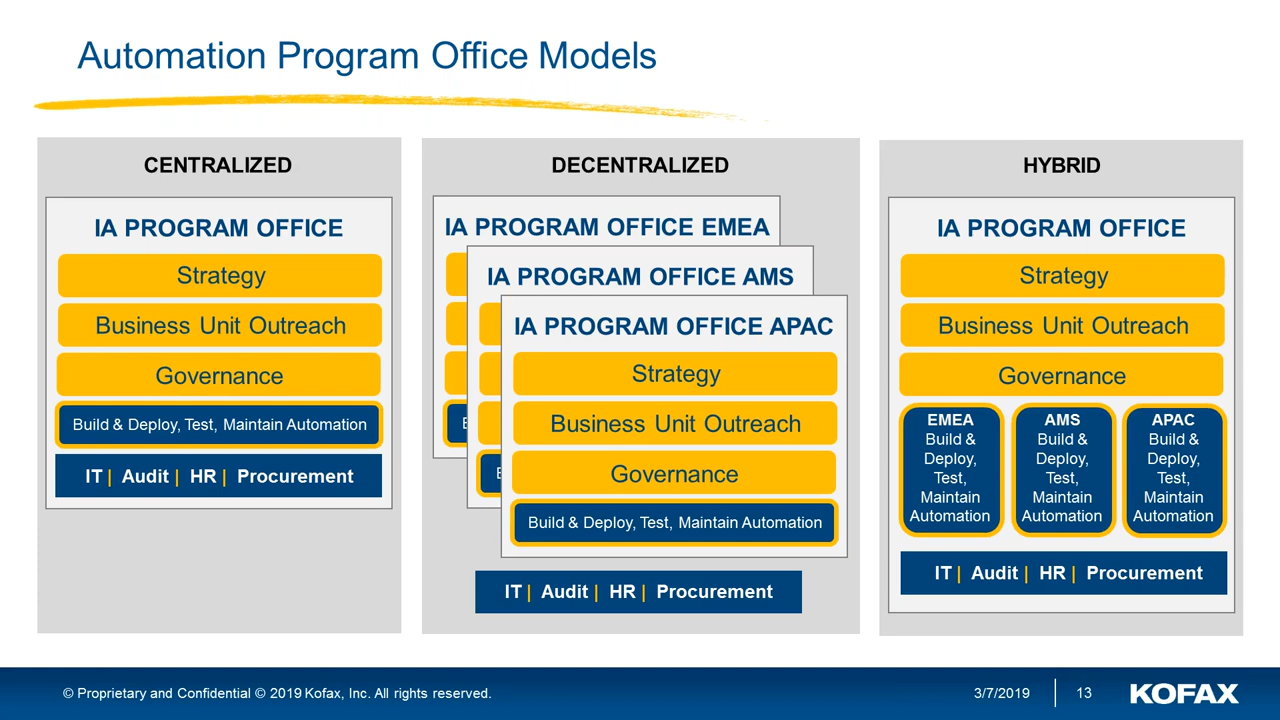 Automation Program Office Models
CENTRALIZED
IA PROGRAM OFFICE
Strategy
Business Unit Outreach
Governance
Build & Deploy, Test, Maintain Automation
IT | Audit | HR | Procurement
DECENTRALIZED
IA PROGRAM OFFICE EMEA
IA PROGRAM OFFICE AMS
IA PROGRAM OFFICE APAC
Strategy
Business Unit Outreach
Governance
Build & Deploy, Test, Maintain Automation
IT | Audit | HR | Procurement
HYBRID
IA PROGRAM OFFICE
Strategy
Business Unit Outreach
Governance
EMEA
Build &
Deploy,
Test,
Maintain
Automation
AMS
Build &
Deploy,
Test,
Maintain
Automation
APAC
Build &
Deploy,
Test,
Maintain
Automation
IT | Audit | HR | Procurement
© Proprietary and Confidential © 2019 Kofax, Inc. All rights reserved.
3/7/2019
13
KOFAX